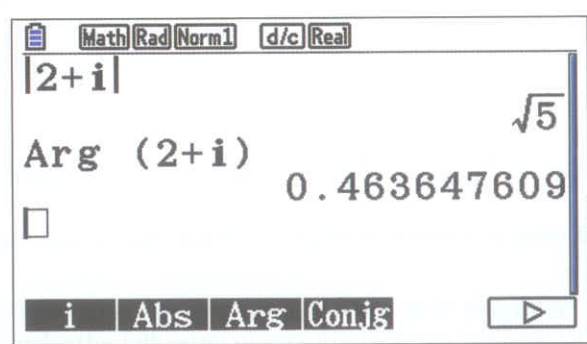 Math Rad Norm1 d/c Real
|2+i|
√5
Arg (2+i)
0.463647609
i Abs Arg Conjg